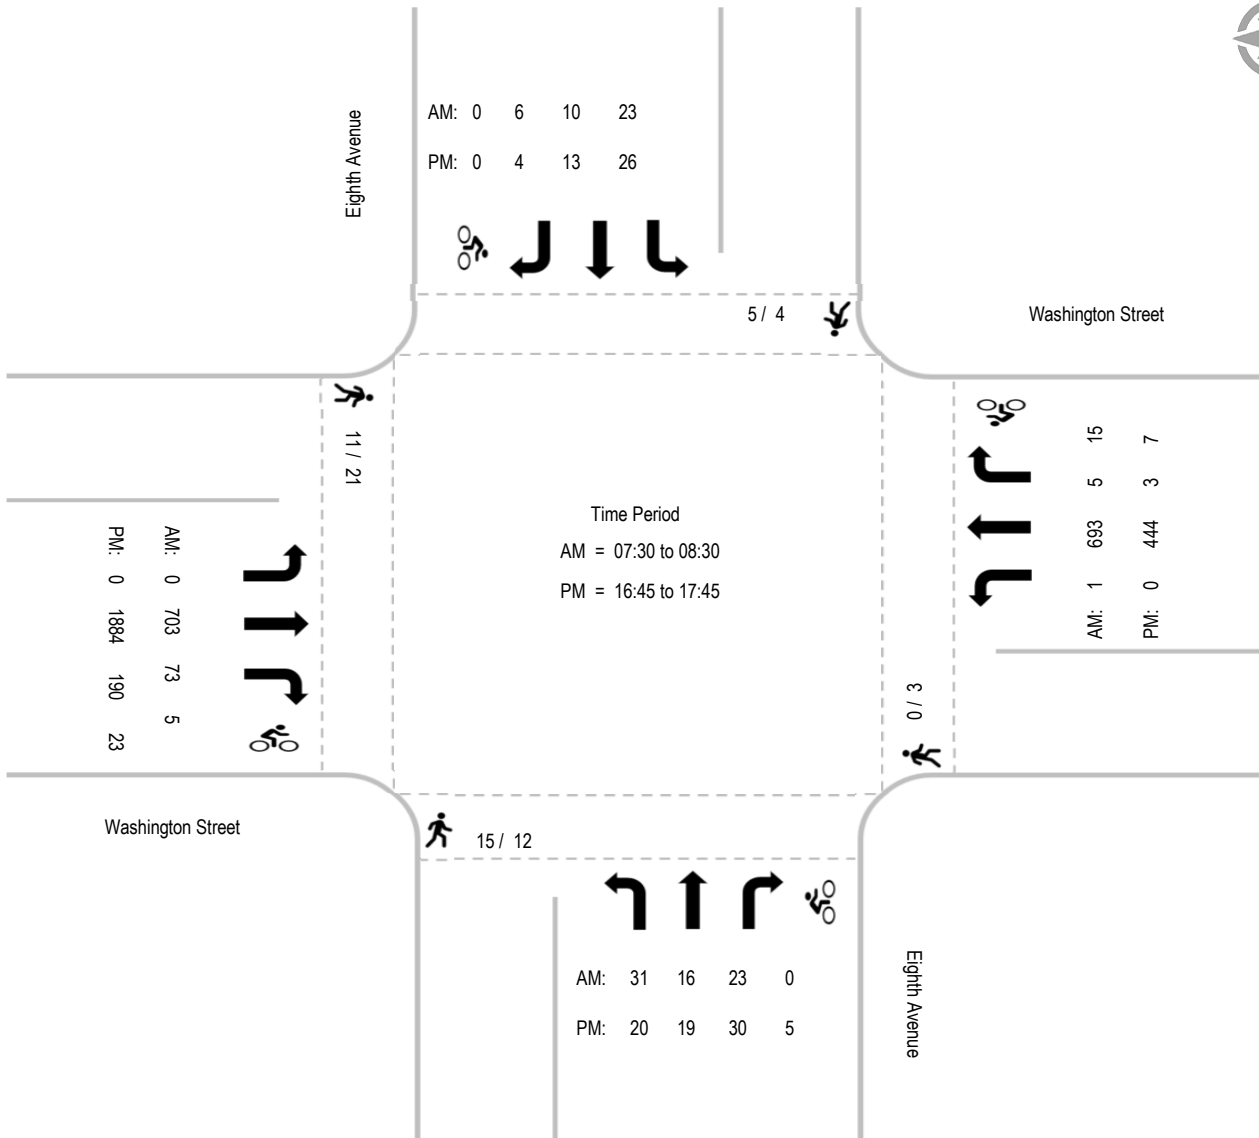 Eighth Avenue
AM: 0 6 10 23
PM: 0 4 13 26
5 / 4
Washington Street
11 / 21
AM: 1 693 5 15
PM: 0 444 3 7
Time Period
AM = 07:30 to 08:30
PM = 16:45 to 17:45
AM: 0 703 73 5
PM: 0 1884 190 23
0 / 3
Washington Street
15 / 12
AM: 31 16 23 0
PM: 20 19 30 5
Eighth Avenue